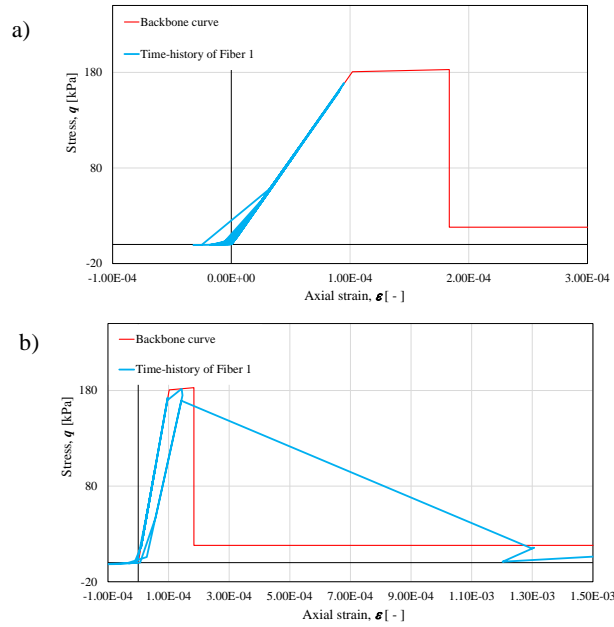 a)
Backbone curve
Time-history of Fiber 1
Stress, q [kPa]
180
80
-20
-1.00E-04 0.00E+00 1.00E-04 2.00E-04 3.00E-04
Axial strain, ε [ - ]
b)
Backbone curve
Time-history of Fiber 1
Stress, q [kPa]
180
80
-20
-1.00E-04 1.00E-04 3.00E-04 5.00E-04 7.00E-04 9.00E-04 1.10E-03 1.30E-03 1.50E-03
Axial strain, ε [ - ]